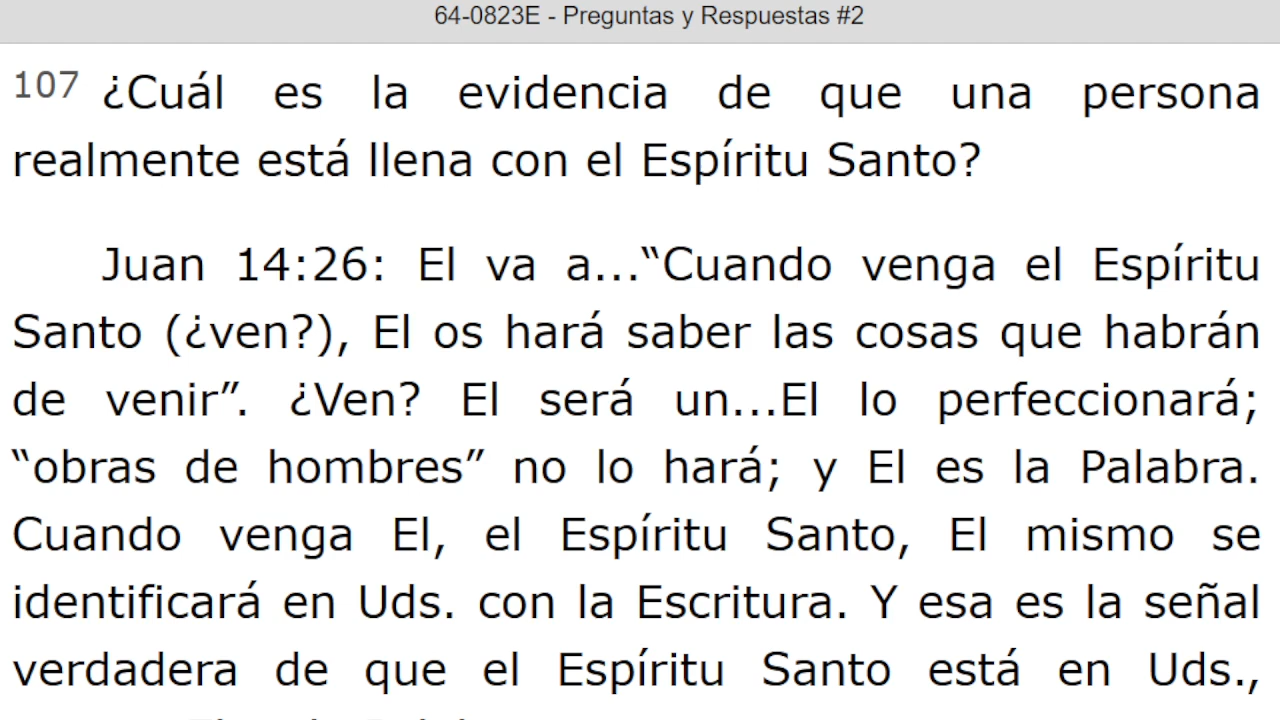 64-0823E - Preguntas y Respuestas #2
107 ¿Cuál es la evidencia de que una persona
realmente está llena con el Espíritu Santo?
Juan 14:26: El va a...“Cuando venga el Espíritu
Santo (¿ven?), El os hará saber las cosas que habrán
de venir”. ¿Ven? El será un...El lo perfeccionará;
“obras de hombres” no lo hará; y El es la Palabra.
Cuando venga El, el Espíritu Santo, El mismo se
identificará en Uds. con la Escritura. Y esa es la señal
verdadera de que el Espíritu Santo está en Uds.,